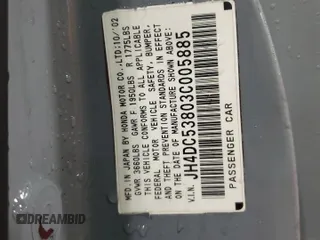 MFD. IN JAPAN BY HONDA MOTOR CO.,LTD:10/'02
GVWR 3660LBS GAWR F 1950LBS R 1775LBS
THIS VEHICLE CONFORMS TO ALL APPLICABLE
FEDERAL MOTOR VEHICLE SAFETY, BUMPER,
AND THEFT PREVENTION STANDARDS IN EFFECT
ON THE DATE OF MANUFACTURE SHOWN ABOVE:
V.I.N. JH4DC53803C005885
PASSENGER CAR
DREAMBID